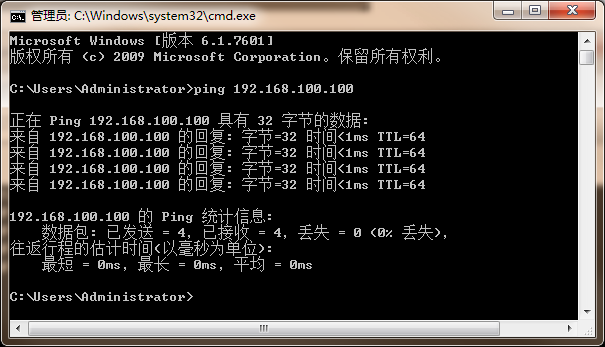 管理员: C:\Windows\system32\cmd.exe
Microsoft Windows [版本 6.1.7601]
版权所有 (c) 2009 Microsoft Corporation。保留所有权利。
C:\Users\Administrator>ping 192.168.100.100
正在 Ping 192.168.100.100 具有 32 字节的数据:
来自 192.168.100.100 的回复: 字节=32 时间<1ms TTL=64
来自 192.168.100.100 的回复: 字节=32 时间<1ms TTL=64
来自 192.168.100.100 的回复: 字节=32 时间<1ms TTL=64
来自 192.168.100.100 的回复: 字节=32 时间<1ms TTL=64
192.168.100.100 的 Ping 统计信息:
数据包: 已发送 = 4, 已接收 = 4, 丢失 = 0 (0% 丢失),
往返行程的估计时间(以毫秒为单位):
最短 = 0ms, 最长 = 0ms, 平均 = 0ms
C:\Users\Administrator>